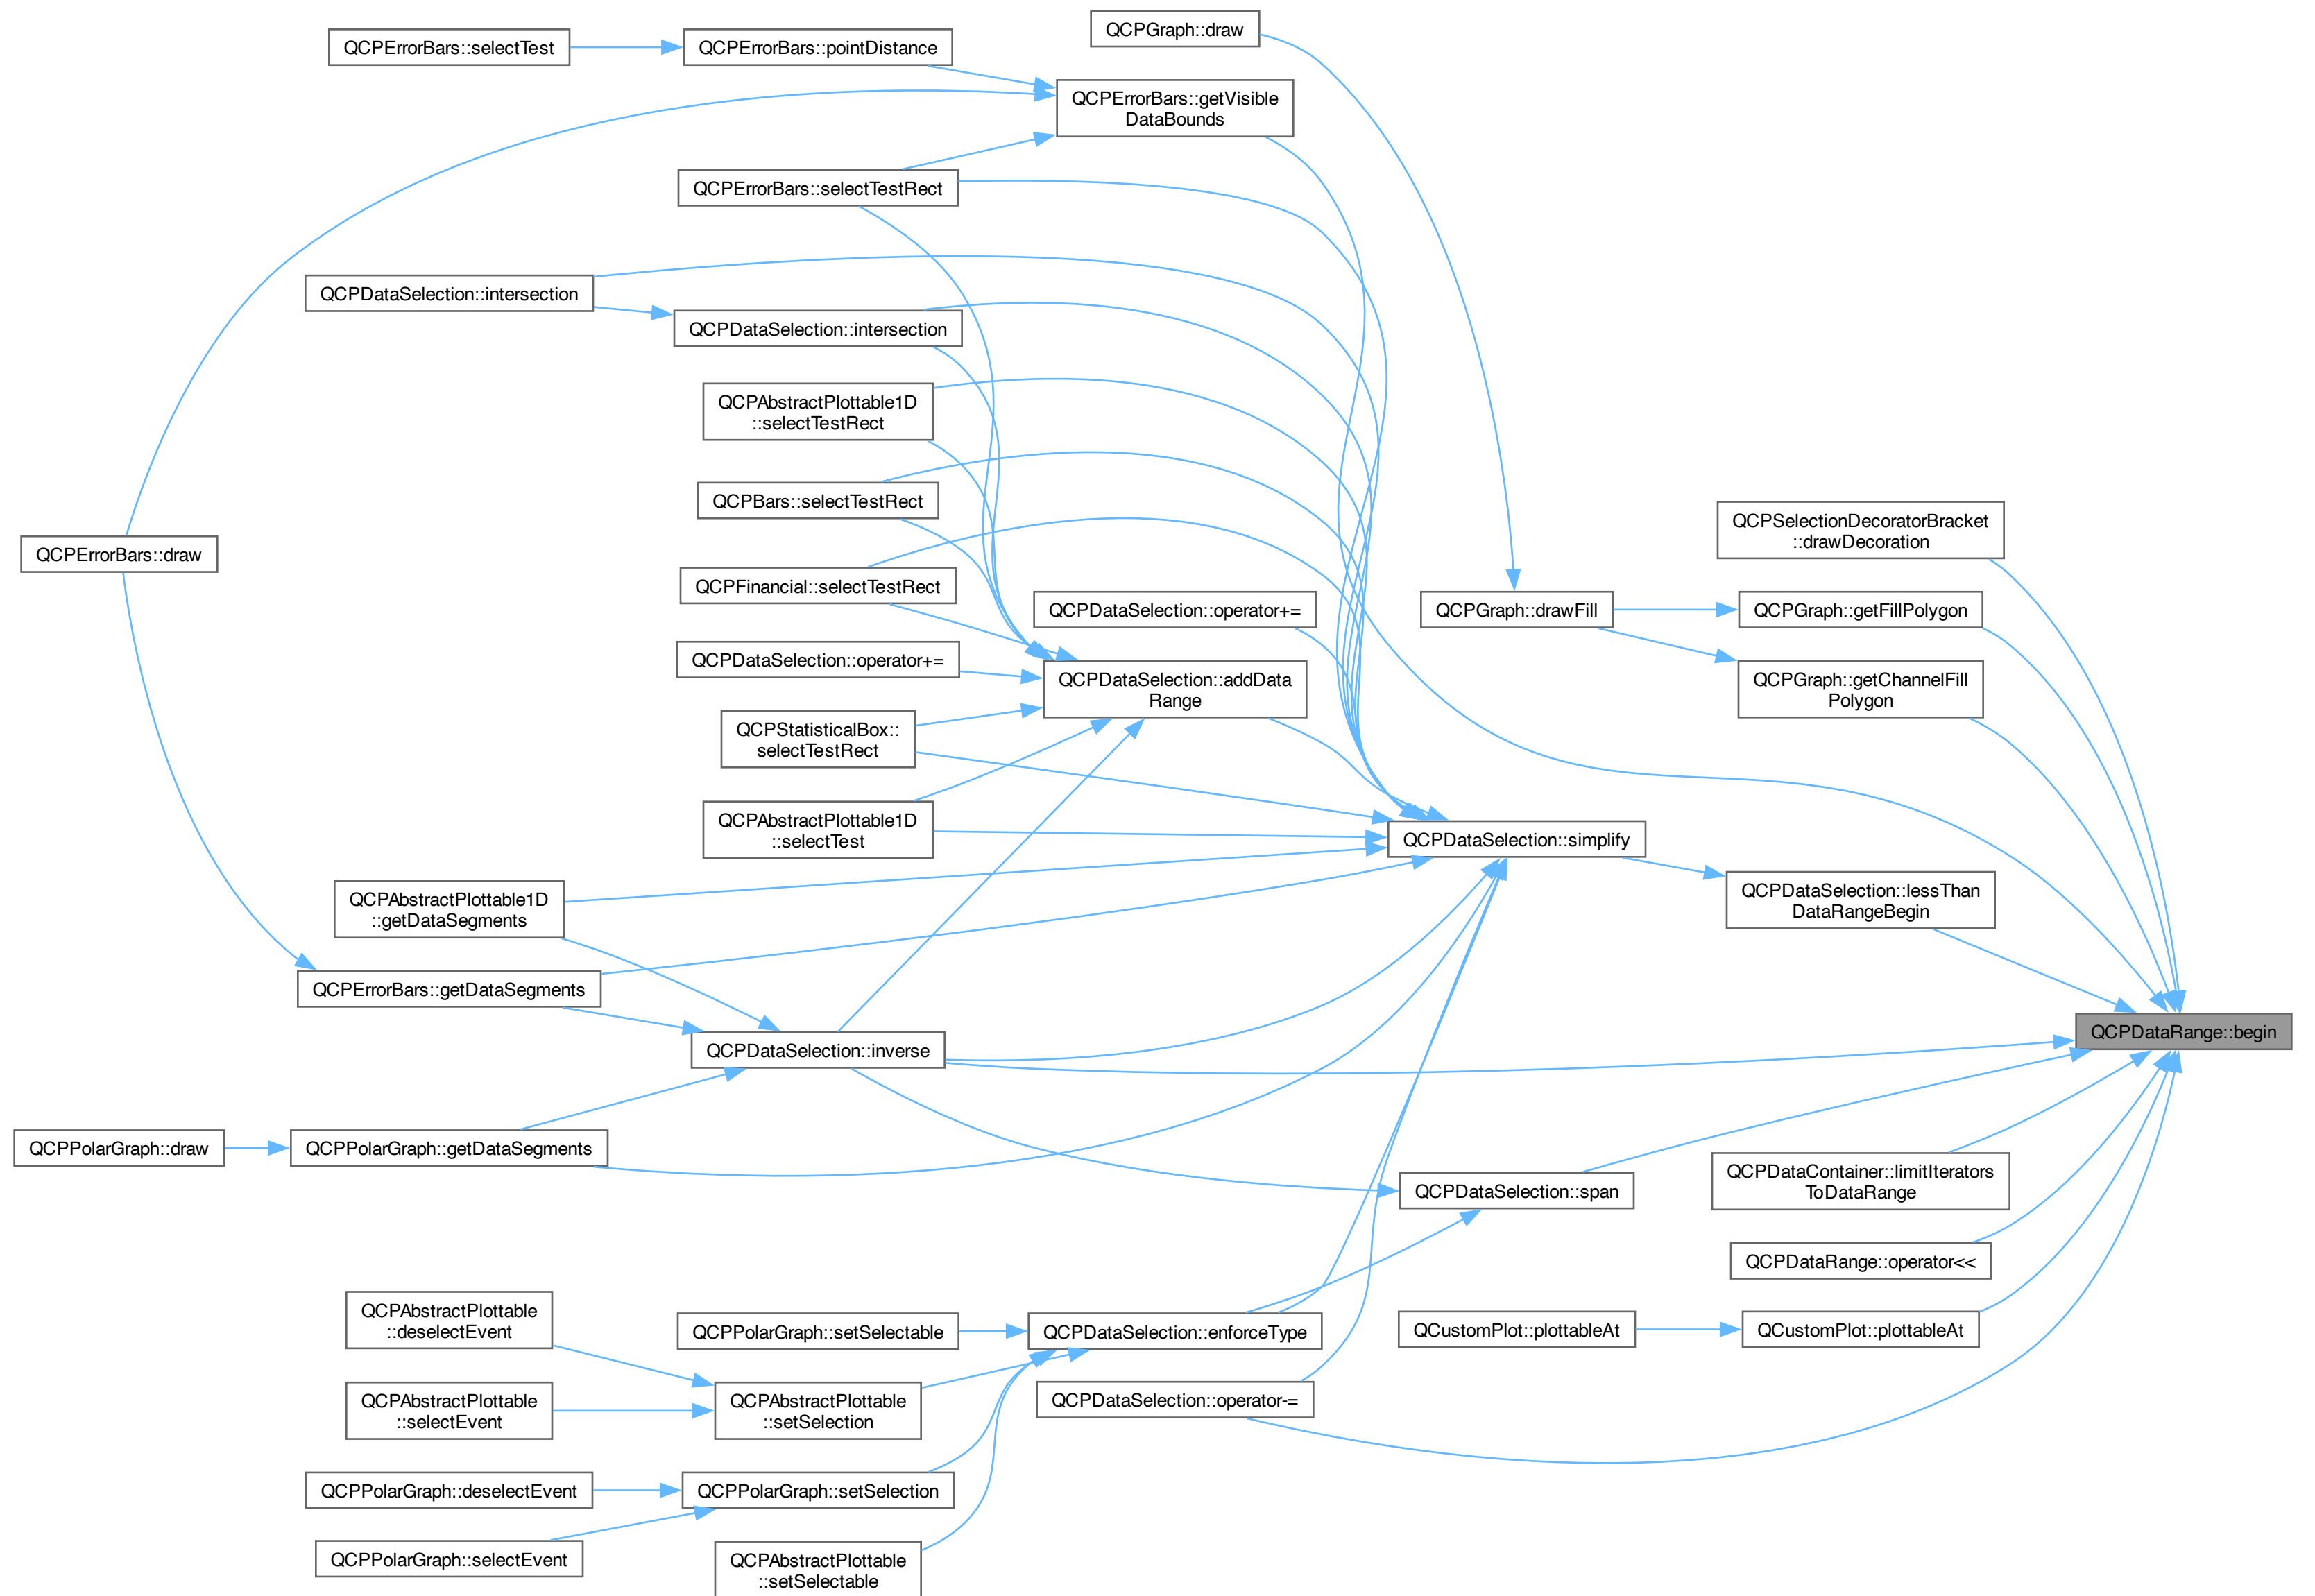 QCPGraph::draw
QCPErrorBars::selectTest
QCPErrorBars::pointDistance
QCPErrorBars::getVisible
DataBounds
QCPErrorBars::selectTestRect
QCPDataSelection::intersection
QCPDataSelection::intersection
QCPAbstractPlottable1D
::selectTestRect
QCPBars::selectTestRect
QCPSelectionDecoratorBracket
::drawDecoration
QCPErrorBars::draw
QCPFinancial::selectTestRect
QCPDataSelection::operator+=
QCPGraph::drawFill
QCPGraph::getFillPolygon
QCPDataSelection::operator+=
QCPDataSelection::addData
Range
QCPGraph::getChannelFill
Polygon
QCPStatisticalBox::
selectTestRect
QCPAbstractPlottable1D
::selectTest
QCPDataSelection::simplify
QCPAbstractPlottable1D
::getDataSegments
QCPDataSelection::lessThan
DataRangeBegin
QCPErrorBars::getDataSegments
QCPDataRange::begin
QCPDataSelection::inverse
QCPPolarGraph::draw
QCPPolarGraph::getDataSegments
QCPDataSelection::span
QCPDataContainer::limitIterators
ToDataRange
QCPDataRange::operator<<
QCPAbstractPlottable
::deselectEvent
QCPPolarGraph::setSelectable
QCPDataSelection::enforceType
QCustomPlot::plottableAt
QCustomPlot::plottableAt
QCPAbstractPlottable
::selectEvent
QCPAbstractPlottable
::setSelection
QCPDataSelection::operator-=
QCPPolarGraph::deselectEvent
QCPPolarGraph::setSelection
QCPPolarGraph::selectEvent
QCPAbstractPlottable
::setSelectable